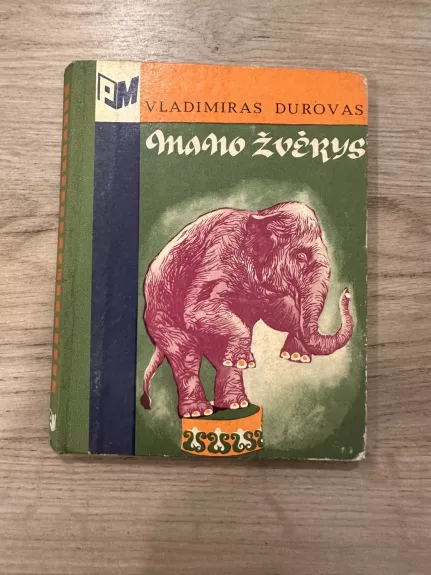 PM
VLADIMIRAS DUROVAS
MANO ŽVĖRYS